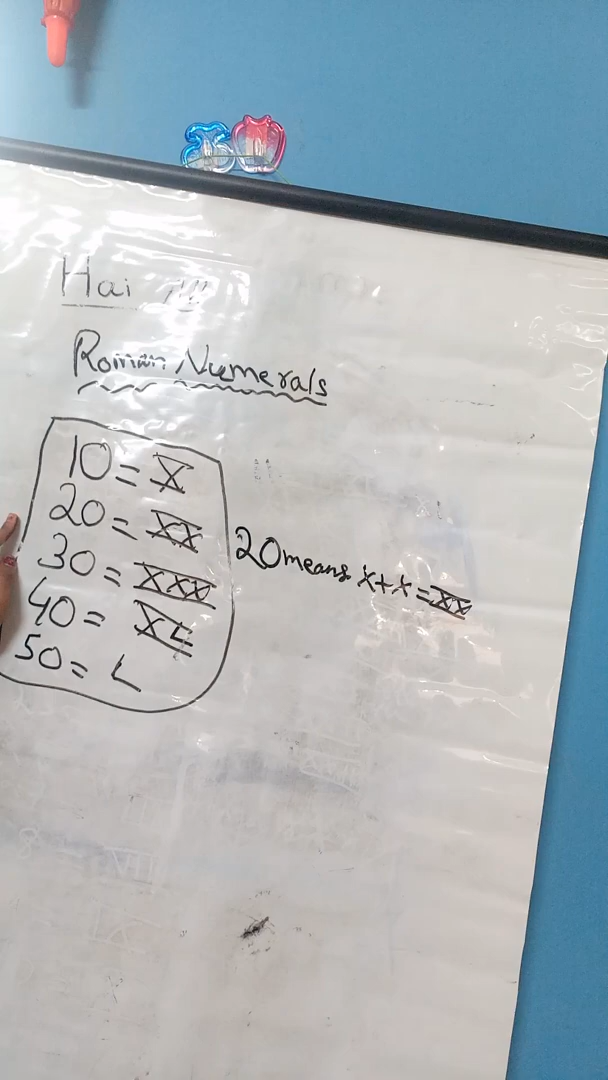 Hai !!!
Roman Numerals
10 = X
20 = XX
30 = XXX
40 = XL
50 = L
20 means x + x = XX